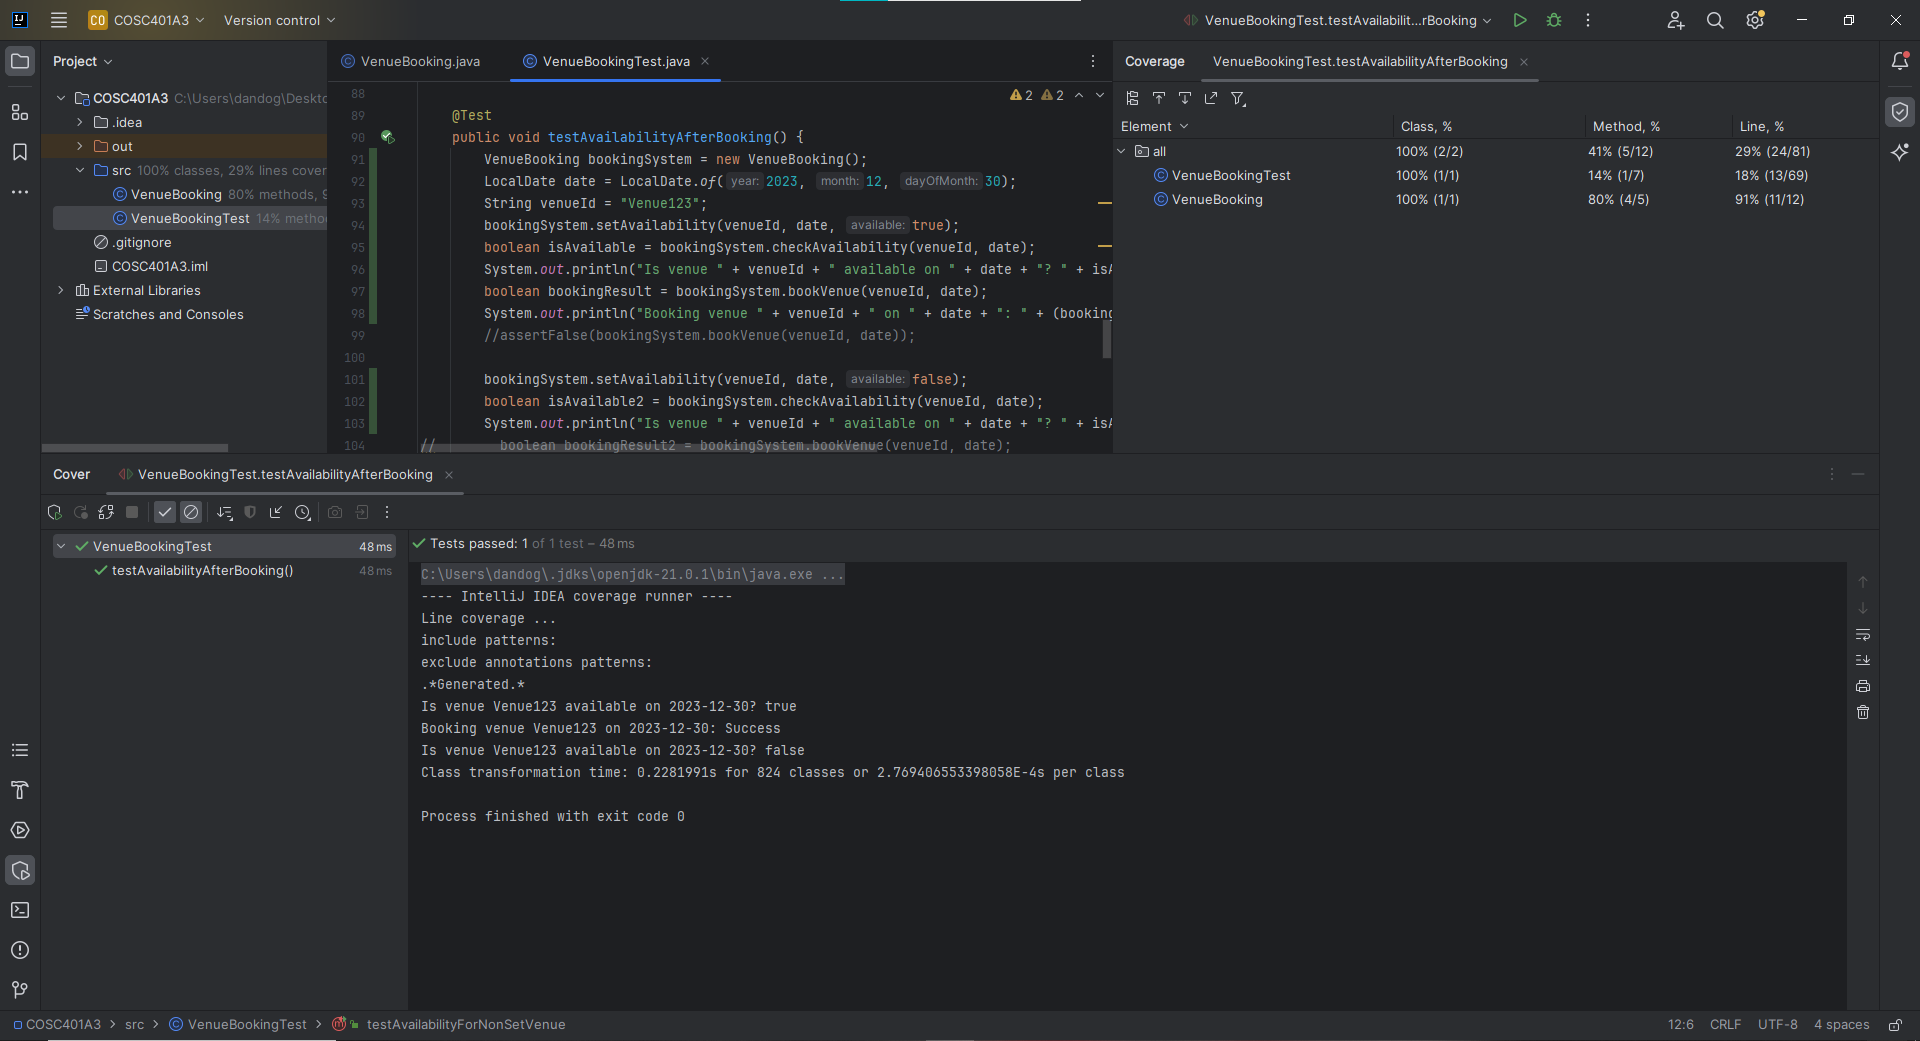 CO COSC401A3 Version control VenueBookingTest.testAvailabilit...rBooking
Project
COSC401A3 C:\Users\dandog\Deskto
.idea
out
src 100% classes, 29% lines cover
VenueBooking 80% methods, 9
VenueBookingTest 14% metho
.gitignore
COSC401A3.iml
External Libraries
Scratches and Consoles
VenueBooking.java VenueBookingTest.java
2 2
88
89 @Test
90 public void testAvailabilityAfterBooking() {
91 VenueBooking bookingSystem = new VenueBooking();
92 LocalDate date = LocalDate.of( year: 2023, month: 12, dayOfMonth: 30);
93 String venueId = "Venue123";
94 bookingSystem.setAvailability(venueId, date, available: true);
95 boolean isAvailable = bookingSystem.checkAvailability(venueId, date);
96 System.out.println("Is venue " + venueId + " available on " + date + "? " + isA
97 boolean bookingResult = bookingSystem.bookVenue(venueId, date);
98 System.out.println("Booking venue " + venueId + " on " + date + ": " + (booking
99 //assertFalse(bookingSystem.bookVenue(venueId, date));
100
101 bookingSystem.setAvailability(venueId, date, available: false);
102 boolean isAvailable2 = bookingSystem.checkAvailability(venueId, date);
103 System.out.println("Is venue " + venueId + " available on " + date + "? " + isA
104 // boolean bookingResult2 = bookingSystem.bookVenue(venueId, date);
Coverage VenueBookingTest.testAvailabilityAfterBooking
Element Class, % Method, % Line, %
all 100% (2/2) 41% (5/12) 29% (24/81)
VenueBookingTest 100% (1/1) 14% (1/7) 18% (13/69)
VenueBooking 100% (1/1) 80% (4/5) 91% (11/12)
Cover VenueBookingTest.testAvailabilityAfterBooking
VenueBookingTest 48 ms
testAvailabilityAfterBooking() 48 ms
Tests passed: 1 of 1 test – 48 ms
C:\Users\dandog\.jdks\openjdk-21.0.1\bin\java.exe ...
---- IntelliJ IDEA coverage runner ----
Line coverage ...
include patterns:
exclude annotations patterns:
.*Generated.*
Is venue Venue123 available on 2023-12-30? true
Booking venue Venue123 on 2023-12-30: Success
Is venue Venue123 available on 2023-12-30? false
Class transformation time: 0.2281991s for 824 classes or 2.769406553398058E-4s per class
Process finished with exit code 0
COSC401A3 > src > VenueBookingTest > testAvailabilityForNonSetVenue
12:6 CRLF UTF-8 4 spaces